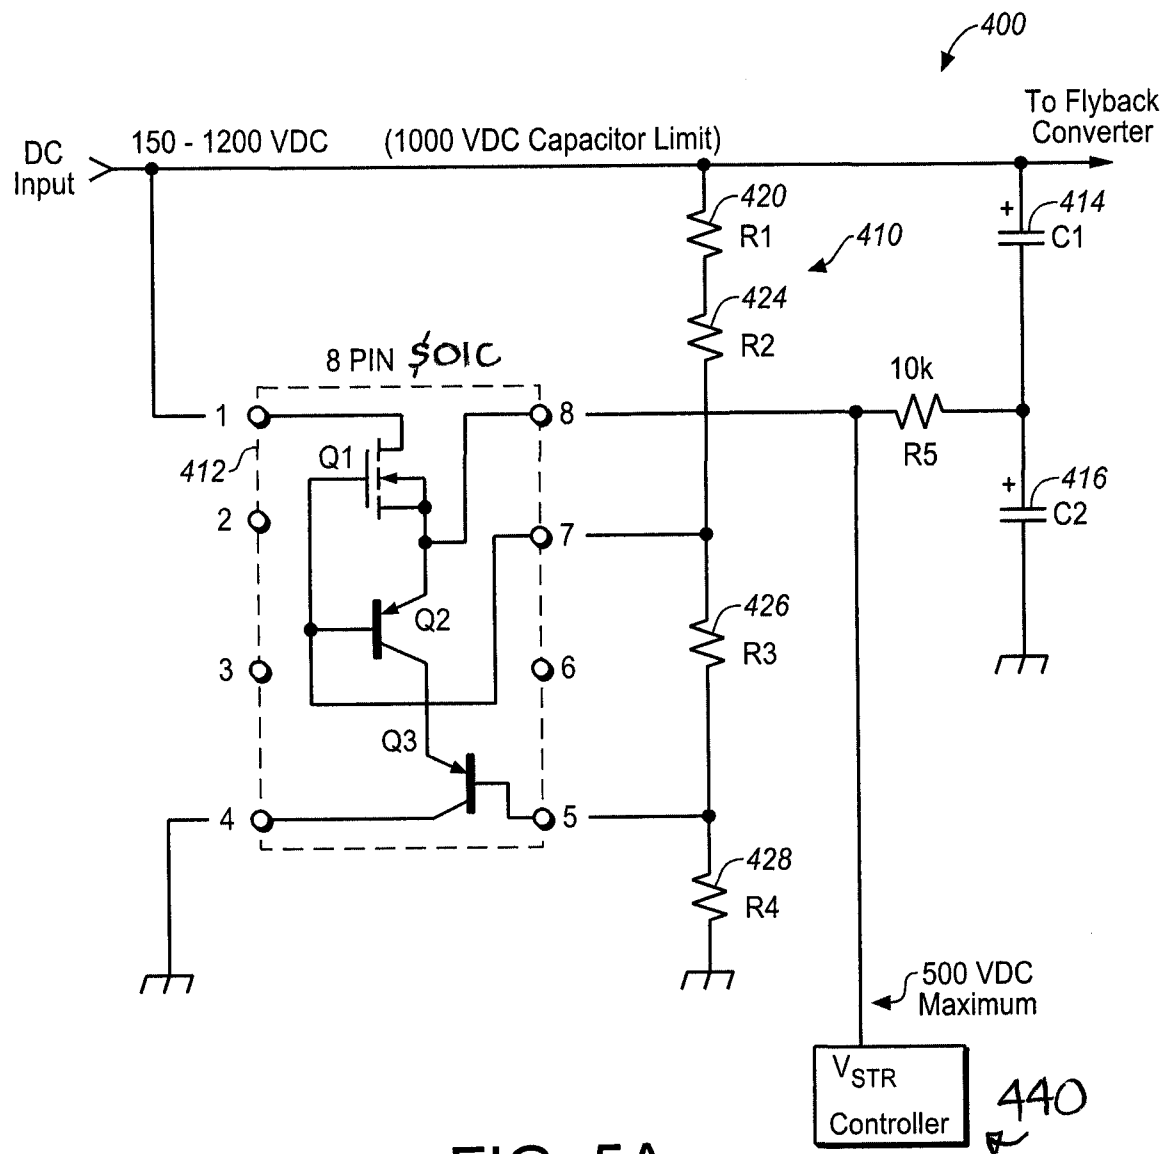 400
To Flyback
Converter
DC
Input
150 - 1200 VDC (1000 VDC Capacitor Limit)
420
R1
410
+
414
C1
424
R2
8 PIN SOIC
10k
R5
1
8
412
Q1
+
416
C2
2
7
Q2
426
R3
3
6
Q3
4
5
428
R4
500 VDC
Maximum
VSTR
Controller
440
FIG. 5A